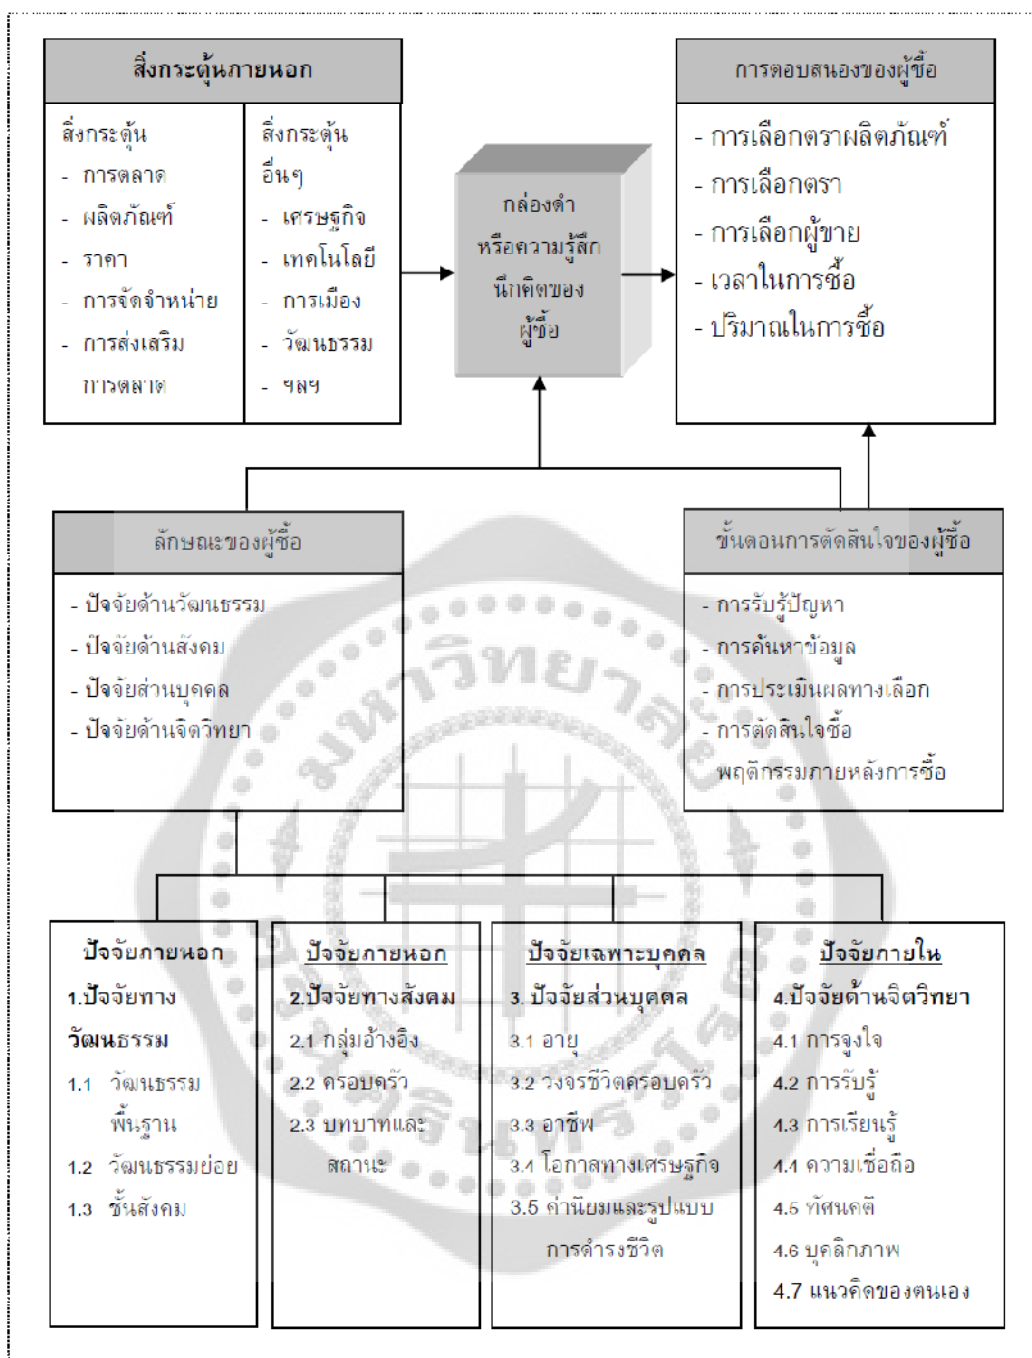 สิ่งกระตุ้นภายนอก
สิ่งกระตุ้น
- การตลาด
- ผลิตภัณฑ์
- ราคา
- การจัดจำหน่าย
- การส่งเสริม
การตลาด
สิ่งกระตุ้น
อื่นๆ
- เศรษฐกิจ
- เทคโนโลยี
- การเมือง
- วัฒนธรรม
- ฯลฯ
กล่องดำ
หรือความรู้สึก
นึกคิดของ
ผู้ซื้อ
การตอบสนองของผู้ซื้อ
- การเลือกตราผลิตภัณฑ์
- การเลือกตรา
- การเลือกผู้ขาย
- เวลาในการซื้อ
- ปริมาณในการซื้อ
ลักษณะของผู้ซื้อ
- ปัจจัยด้านวัฒนธรรม
- ปัจจัยด้านสังคม
- ปัจจัยส่วนบุคคล
- ปัจจัยด้านจิตวิทยา
ขั้นตอนการตัดสินใจของผู้ซื้อ
- การรับรู้ปัญหา
- การค้นหาข้อมูล
- การประเมินผลทางเลือก
- การตัดสินใจซื้อ
พฤติกรรมภายหลังการซื้อ
ปัจจัยภายนอก
1.ปัจจัยทาง
วัฒนธรรม
1.1 วัฒนธรรม
พื้นฐาน
1.2 วัฒนธรรมย่อย
1.3 ชั้นสังคม
ปัจจัยภายนอก
2.ปัจจัยทางสังคม
2.1 กลุ่มอ้างอิง
2.2 ครอบครัว
2.3 บทบาทและ
สถานะ
ปัจจัยเฉพาะบุคคล
3. ปัจจัยส่วนบุคคล
3.1 อายุ
3.2 วงจรชีวิตครอบครัว
3.3 อาชีพ
3.4 โอกาสทางเศรษฐกิจ
3.5 ค่านิยมและรูปแบบ
การดำรงชีวิต
ปัจจัยภายใน
4.ปัจจัยด้านจิตวิทยา
4.1 การจูงใจ
4.2 การรับรู้
4.3 การเรียนรู้
4.4 ความเชื่อถือ
4.5 ทัศนคติ
4.6 บุคลิกภาพ
4.7 แนวคิดของตนเอง
มหาวิทยาลัย
ศรีนครินทรวิโรฒ